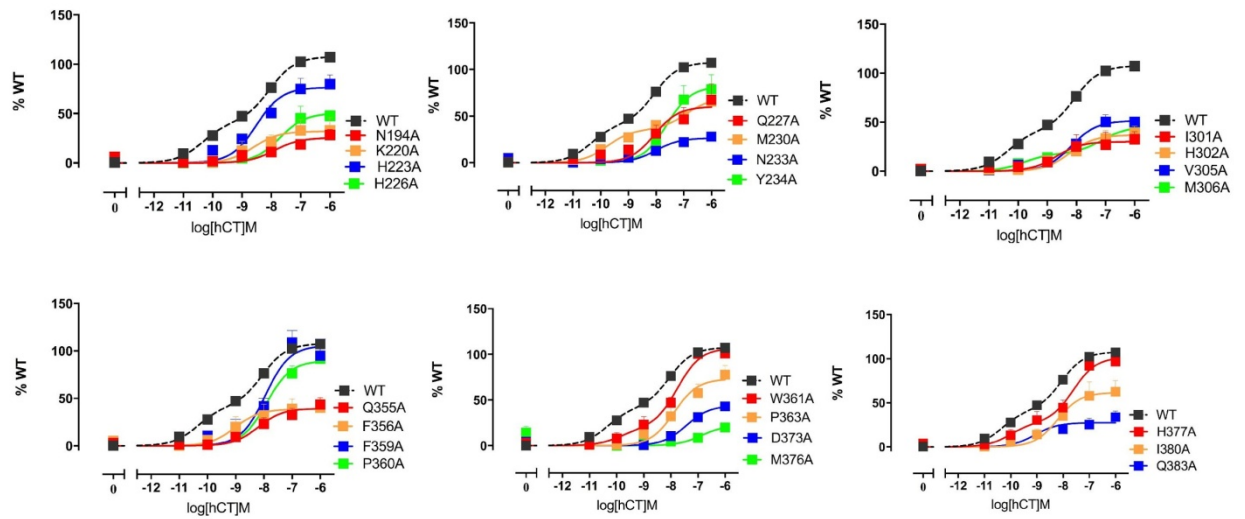 150
100
50
0
% WT
WT
N194A
K220A
H223A
H226A
0 -12 -11 -10 -9 -8 -7 -6
log[hCT]M
150
100
50
0
% WT
WT
Q227A
M230A
N233A
Y234A
0 -12 -11 -10 -9 -8 -7 -6
log[hCT]M
150
100
50
0
% WT
WT
I301A
H302A
V305A
M306A
0 -12 -11 -10 -9 -8 -7 -6
log[hCT]M
150
100
50
0
% WT
WT
Q355A
F356A
F359A
P360A
0 -12 -11 -10 -9 -8 -7 -6
log[hCT]M
150
100
50
0
% WT
WT
W361A
P363A
D373A
M376A
0 -12 -11 -10 -9 -8 -7 -6
log[hCT]M
150
100
50
0
% WT
WT
H377A
I380A
Q383A
0 -12 -11 -10 -9 -8 -7 -6
log[hCT]M